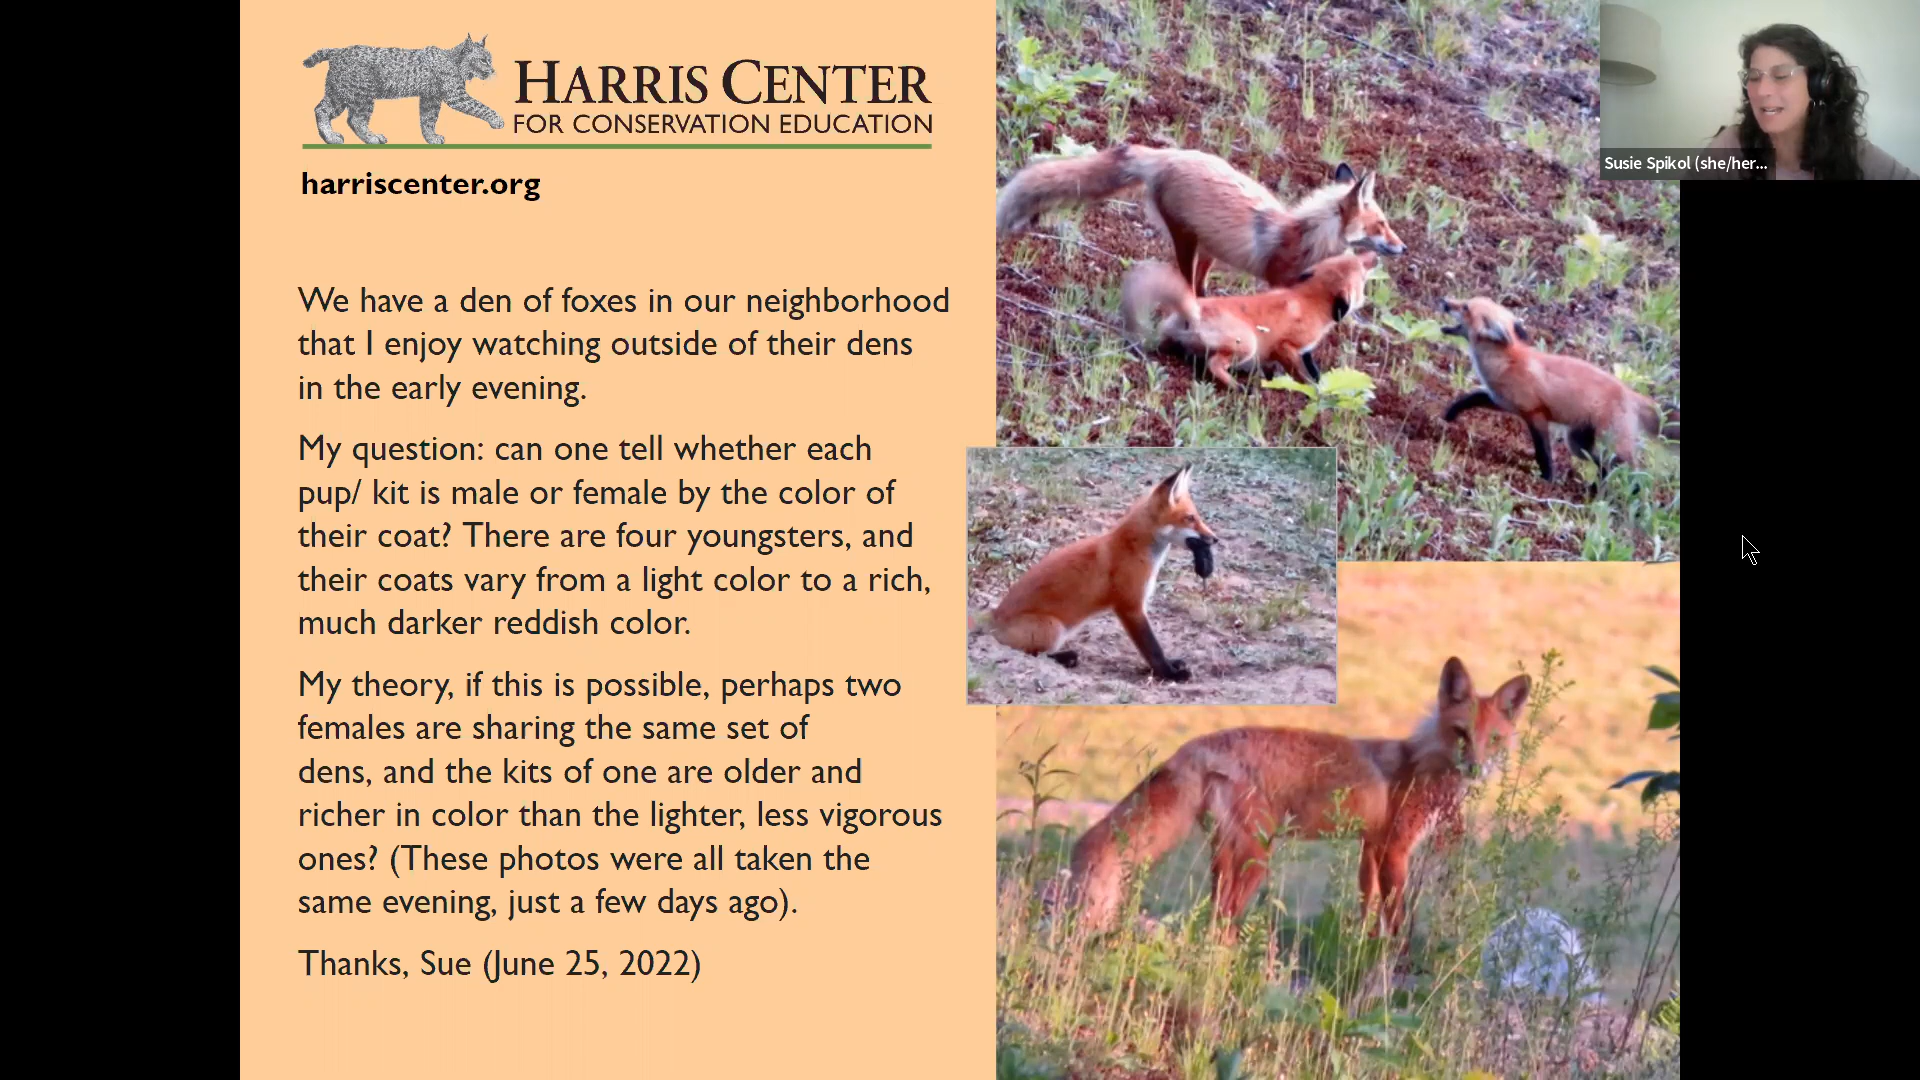 HARRIS CENTER
FOR CONSERVATION EDUCATION
harriscenter.org
We have a den of foxes in our neighborhood
that I enjoy watching outside of their dens
in the early evening.
My question: can one tell whether each
pup/ kit is male or female by the color of
their coat? There are four youngsters, and
their coats vary from a light color to a rich,
much darker reddish color.
My theory, if this is possible, perhaps two
females are sharing the same set of
dens, and the kits of one are older and
richer in color than the lighter, less vigorous
ones? (These photos were all taken the
same evening, just a few days ago).
Thanks, Sue (June 25, 2022)
Susie Spikol (she/her...